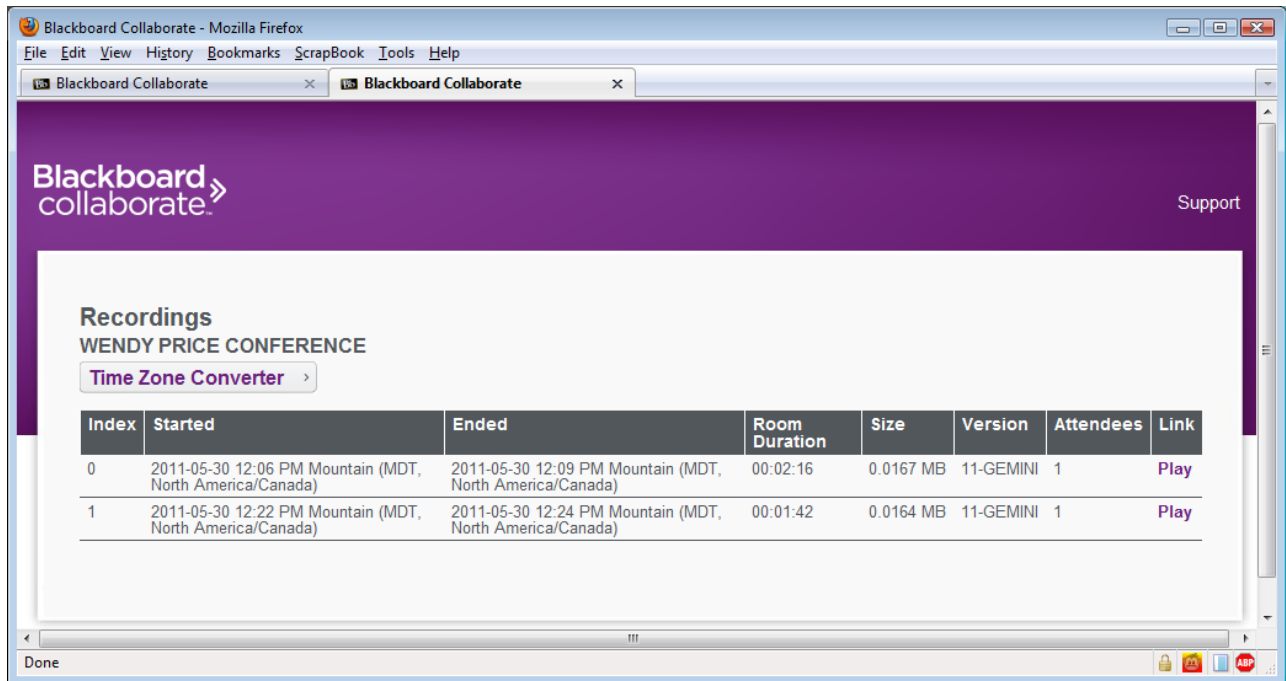 Blackboard Collaborate - Mozilla Firefox
File Edit View History Bookmarks ScrapBook Tools Help
Bb Blackboard Collaborate Bb Blackboard Collaborate
Blackboard
collaborate™
Support
Recordings
WENDY PRICE CONFERENCE
Time Zone Converter
Index Started Ended Room Duration Size Version Attendees Link
0 2011-05-30 12:06 PM Mountain (MDT, 2011-05-30 12:09 PM Mountain (MDT, 00:02:16 0.0167 MB 11-GEMINI 1 Play
North America/Canada) North America/Canada)
1 2011-05-30 12:22 PM Mountain (MDT, 2011-05-30 12:24 PM Mountain (MDT, 00:01:42 0.0164 MB 11-GEMINI 1 Play
North America/Canada) North America/Canada)
Done ABP